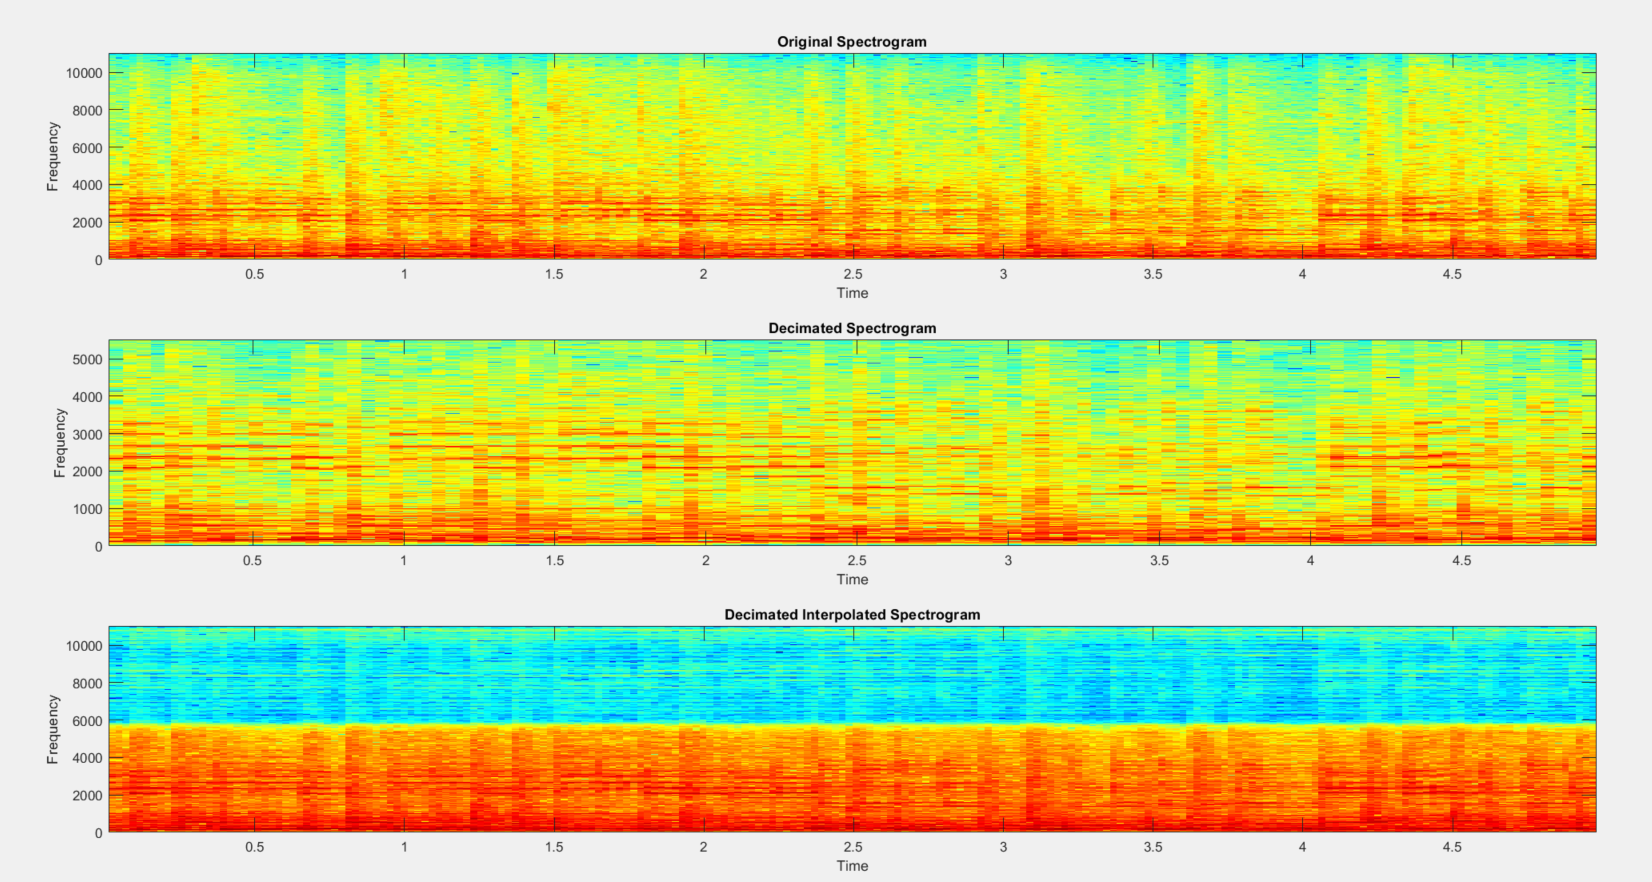 Original Spectrogram
10000
8000
6000
4000
2000
0
Frequency
0.5 1 1.5 2 2.5 3 3.5 4 4.5
Time
Decimated Spectrogram
5000
4000
3000
2000
1000
0
Frequency
0.5 1 1.5 2 2.5 3 3.5 4 4.5
Time
Decimated Interpolated Spectrogram
10000
8000
6000
4000
2000
0
Frequency
0.5 1 1.5 2 2.5 3 3.5 4 4.5
Time